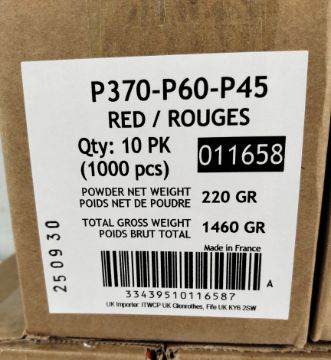 P370-P60-P45
RED / ROUGES
Qty: 10 PK
(1000 pcs)
011658
POWDER NET WEIGHT
POIDS NET DE POUDRE
220 GR
TOTAL GROSS WEIGHT
POIDS BRUT TOTAL
1460 GR
Made in France
250930
A
33439510116587
UK Importer: ITWCP UK Glenrothes, Fife UK KY6 2SW